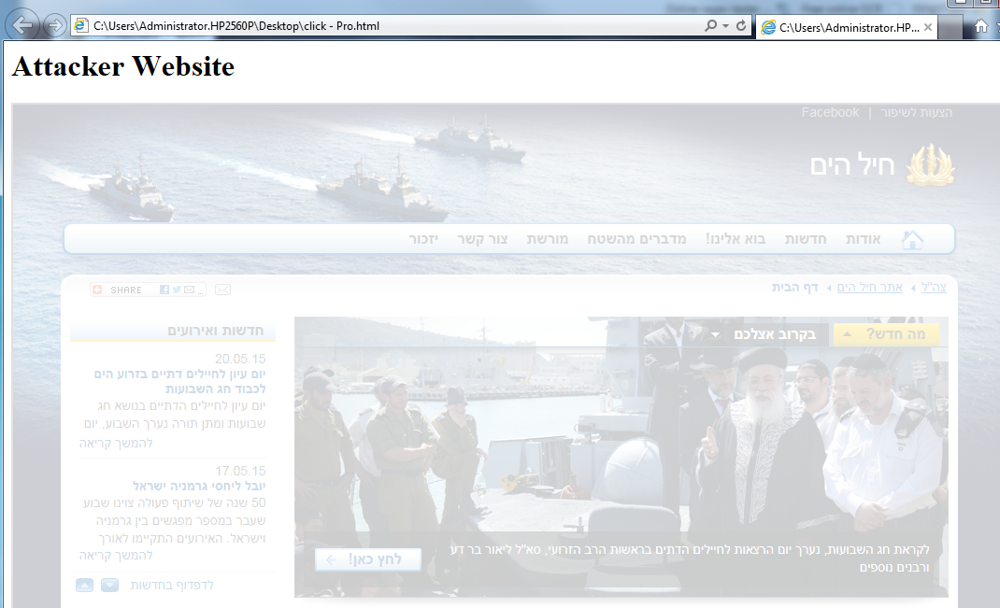 C:\Users\Administrator.HP2560P\Desktop\click - Pro.html
C:\Users\Administrator.HP...
Attacker Website
הצעות לשיפור | Facebook
חיל הים
אודות חדשות בוא אלינו! מדברים מהשטח מורשת צור קשר יזכור
צה"ל אתר חיל הים דף הבית
SHARE
מה חדש? בקרוב אצלכם
חדשות ואירועים
20.05.15
יום עיון לחיילים דתיים בזרוע הים
לכבוד חג השבועות
יום עיון לחיילים הדתיים בנושא חג
שבועות ומתן תורה נערך השבוע, יום
להמשך קריאה
17.05.15
יובל ליחסי גרמניה ישראל
50 שנה של שיתוף פעולה צוינו שבוע
שעבר במספר מפגשים בין גרמניה
וישראל. האירועים התקיימו לאורך
להמשך קריאה
לדפדוף בחדשות
לקראת חג השבועות, נערך יום הרצאות לחיילים הדתים בראשות הרב הזרועי, סא"ל ליאור בר דע
ורבנים נוספים
לחץ כאן!